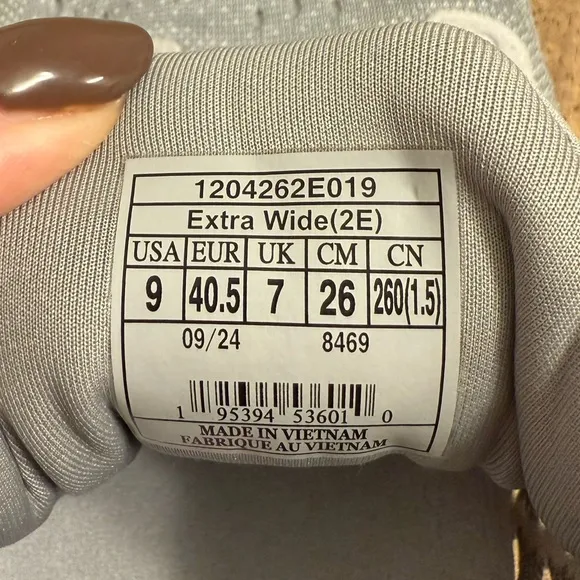 1204262E019
Extra Wide(2E)
USA EUR UK CM CN
9 40.5 7 26 260(1.5)
09/24 8469
1 95394 53601 0
MADE IN VIETNAM
FABRIQUE AU VIETNAM